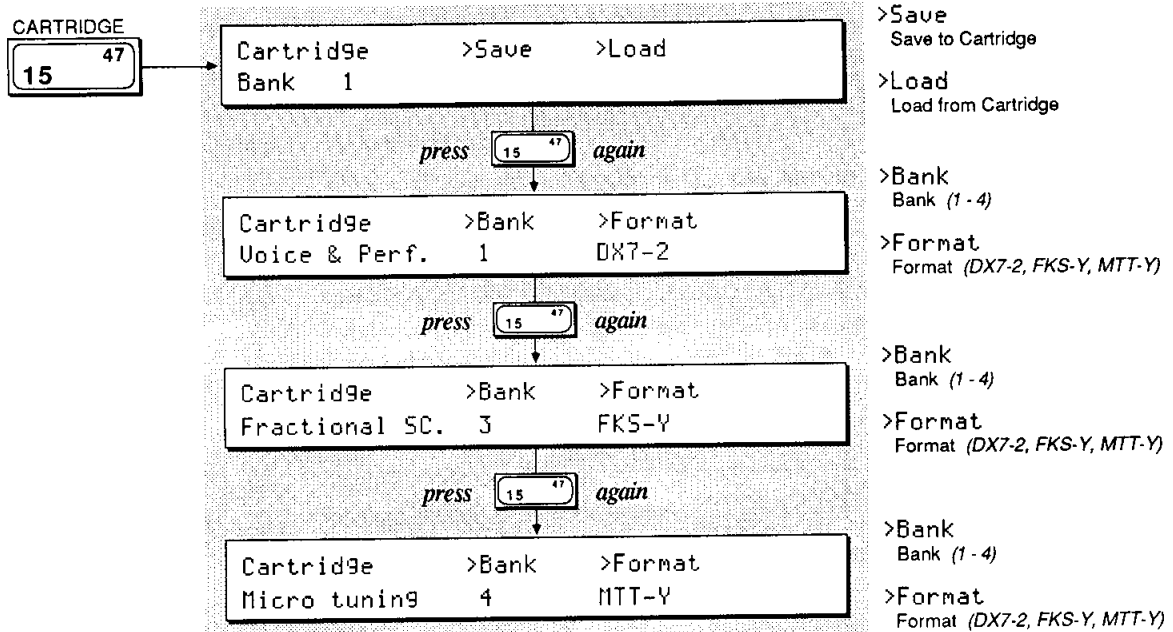 CARTRIDGE
15 47
Cartridge >Save >Load
Bank 1
>Save
Save to Cartridge
>Load
Load from Cartridge
press 15 47 again
Cartridge >Bank >Format
Voice & Perf. 1 DX7-2
>Bank
Bank (1 - 4)
>Format
Format (DX7-2, FKS-Y, MTT-Y)
press 15 47 again
Cartridge >Bank >Format
Fractional SC. 3 FKS-Y
>Bank
Bank (1 - 4)
>Format
Format (DX7-2, FKS-Y, MTT-Y)
press 15 47 again
Cartridge >Bank >Format
Micro tuning 4 MTT-Y
>Bank
Bank (1 - 4)
>Format
Format (DX7-2, FKS-Y, MTT-Y)